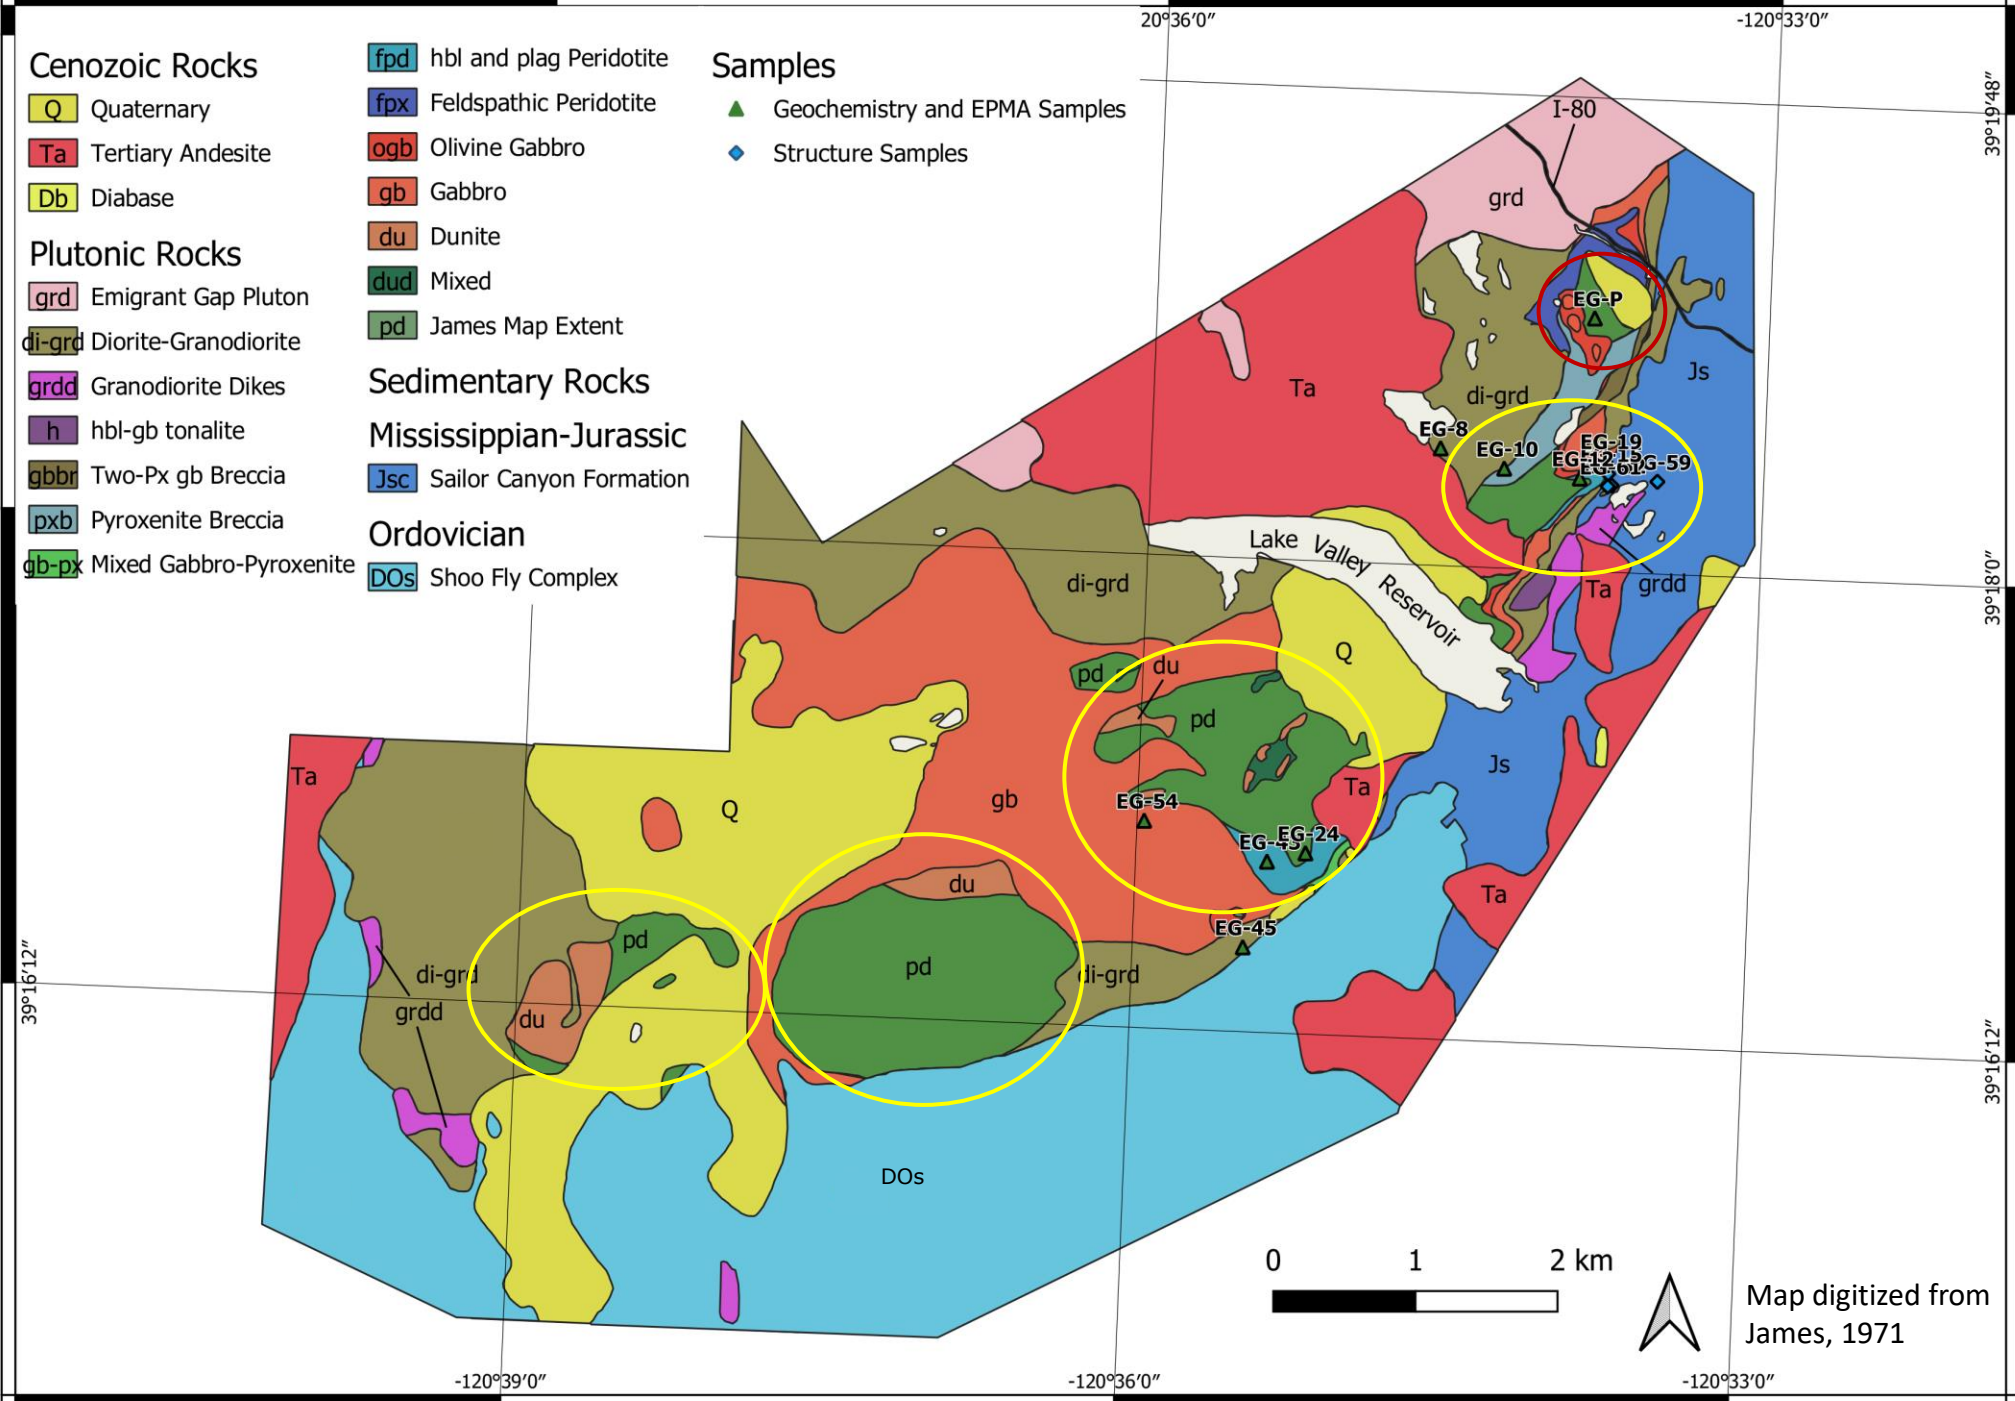 20°36'0"
-120°33'0"
Cenozoic Rocks
Q Quaternary
Ta Tertiary Andesite
Db Diabase
Plutonic Rocks
grd Emigrant Gap Pluton
di-grd Diorite-Granodiorite
grdd Granodiorite Dikes
h hbl-gb tonalite
gbbr Two-Px gb Breccia
pxb Pyroxenite Breccia
gb-px Mixed Gabbro-Pyroxenite
fpd hbl and plag Peridotite
fpx Feldspathic Peridotite
ogb Olivine Gabbro
gb Gabbro
du Dunite
dud Mixed
pd James Map Extent
Sedimentary Rocks
Mississippian-Jurassic
Jsc Sailor Canyon Formation
Ordovician
DOs Shoo Fly Complex
Samples
Geochemistry and EPMA Samples
Structure Samples
39°19'48"
I-80
grd
EG-P
Js
Ta
di-grd
EG-8
EG-10
EG-19
EG-59
Lake Valley Reservoir
di-grd
Ta
grdd
39°18'0"
Q
pd
du
pd
Js
Ta
Ta
Q
gb
EG-54
EG-24
EG-43
Ta
du
EG-45
pd
pd
di-grd
di-grd
grdd
du
39°16'12"
39°16'12"
DOs
0 1 2 km
Map digitized from
James, 1971
-120°39'0"
-120°36'0"
-120°33'0"